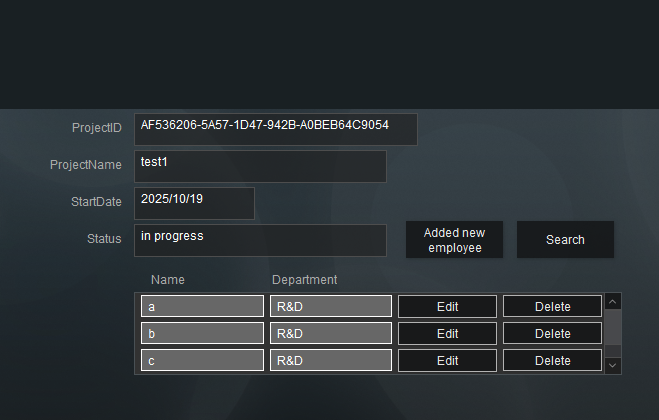 ProjectID AF536206-5A57-1D47-942B-A0BEB64C9054
ProjectName test1
StartDate 2025/10/19
Status in progress
Added new
employee
Search
Name Department
a R&D Edit Delete
b R&D Edit Delete
c R&D Edit Delete